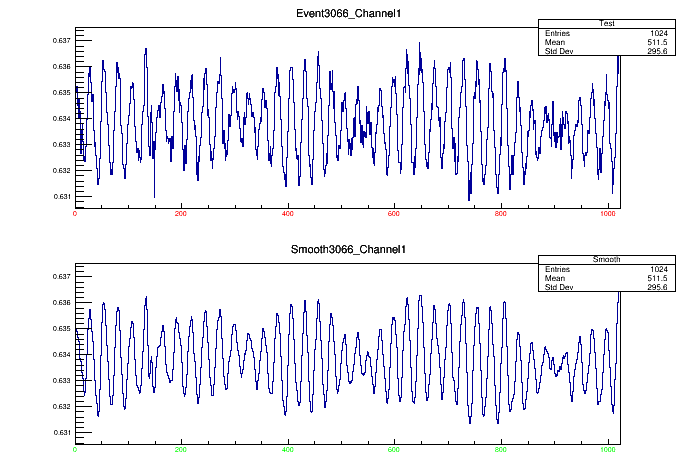 Event3066_Channel1
Test
Entries 1024
Mean 511.5
Std Dev 295.6
0.637
0.636
0.635
0.634
0.633
0.632
0.631
0 200 400 600 800 1000
Smooth3066_Channel1
Smooth
Entries 1024
Mean 511.5
Std Dev 295.6
0.637
0.636
0.635
0.634
0.633
0.632
0.631
0 200 400 600 800 1000